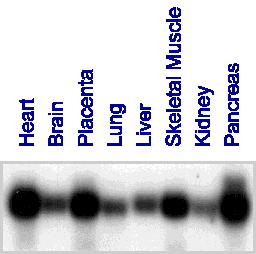 Heart
Brain
Placenta
Lung
Liver
Skeletal Muscle
Kidney
Pancreas